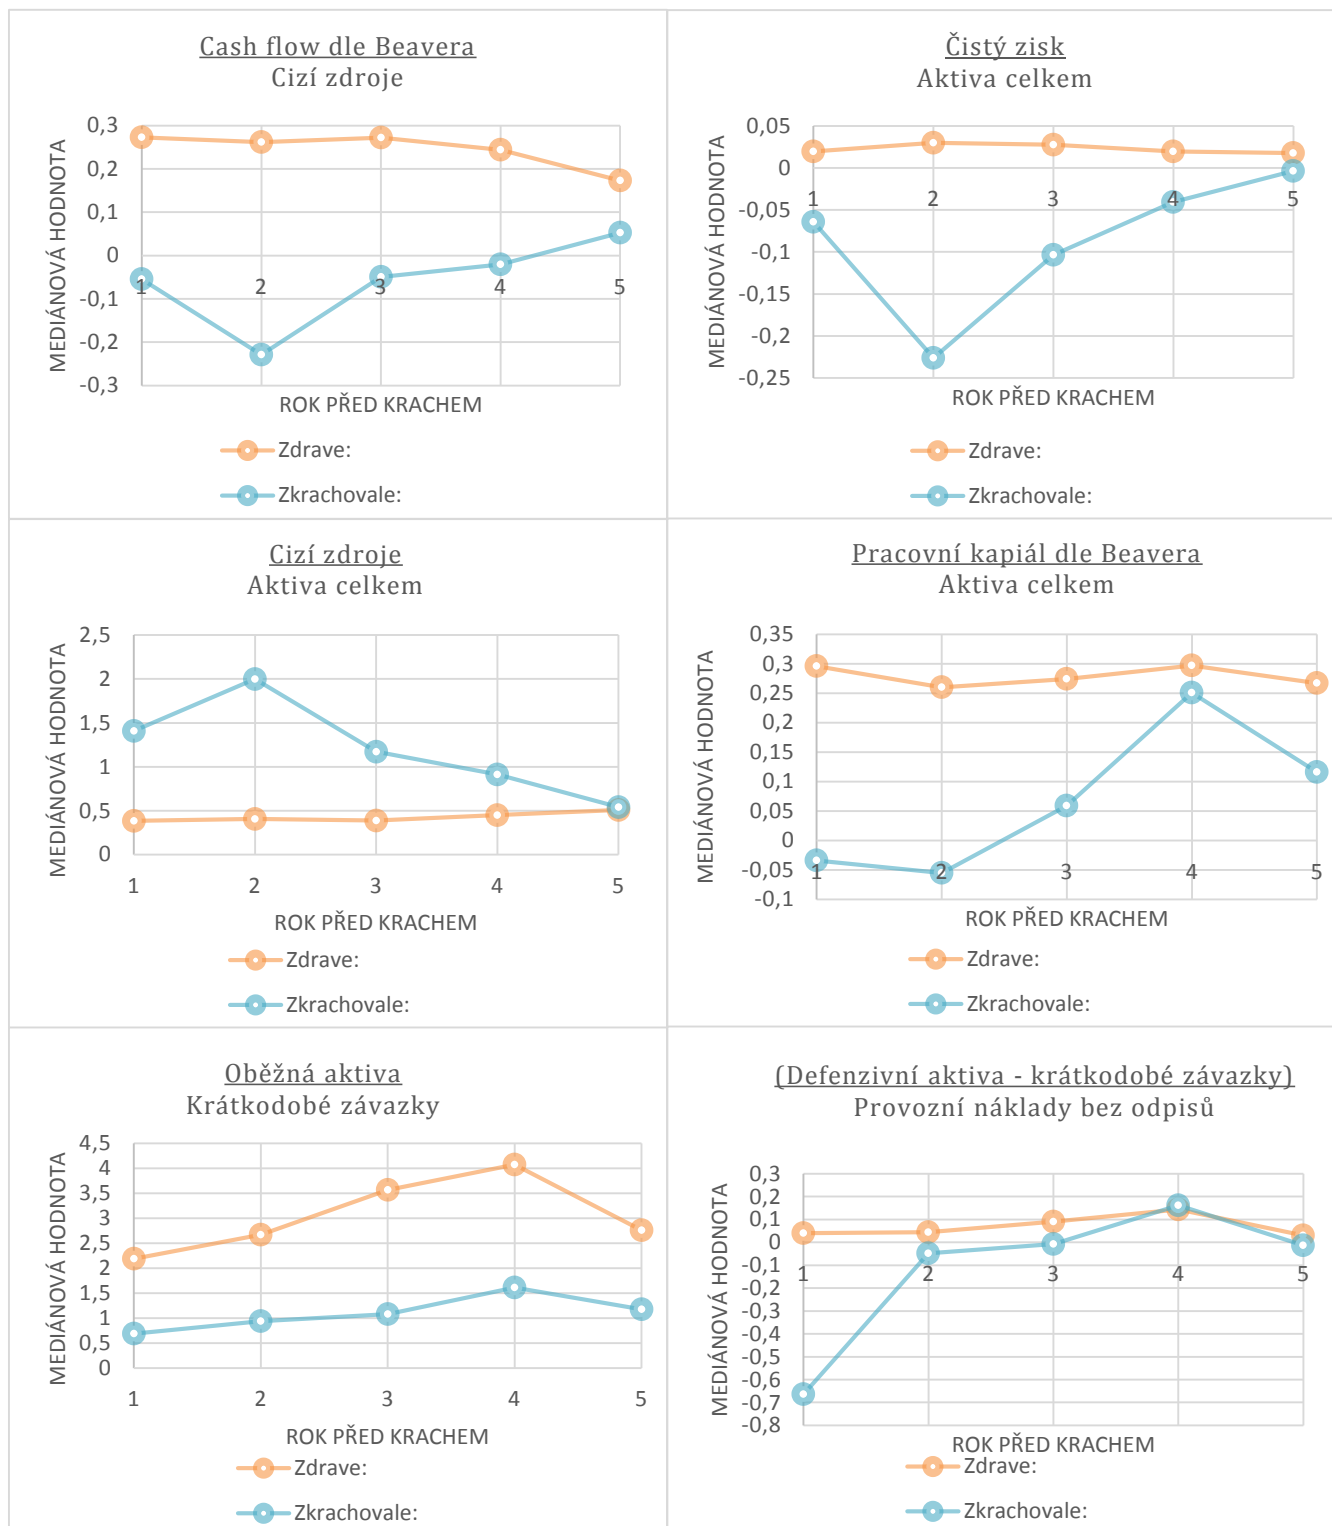 Cash flow dle Beavera
Cizí zdroje
0,3
0,2
0,1
0
-0,1
-0,2
-0,3
1
2
3
4
5
MEDIÁNOVÁ HODNOTA
ROK PŘED KRACHEM
Zdrave:
Zkrachovale:
Čistý zisk
Aktiva celkem
0,05
0
-0,05
-0,1
-0,15
-0,2
-0,25
1
2
3
4
5
MEDIÁNOVÁ HODNOTA
ROK PŘED KRACHEM
Zdrave:
Zkrachovale:
Cizí zdroje
Aktiva celkem
2,5
2
1,5
1
0,5
0
1
2
3
4
5
MEDIÁNOVÁ HODNOTA
ROK PŘED KRACHEM
Zdrave:
Zkrachovale:
Pracovní kapiál dle Beavera
Aktiva celkem
0,35
0,3
0,25
0,2
0,15
0,1
0,05
0
-0,05
-0,1
1
2
3
4
5
MEDIÁNOVÁ HODNOTA
ROK PŘED KRACHEM
Zdrave:
Zkrachovale:
Oběžná aktiva
Krátkodobé závazky
4,5
4
3,5
3
2,5
2
1,5
1
0,5
0
1
2
3
4
5
MEDIÁNOVÁ HODNOTA
ROK PŘED KRACHEM
Zdrave:
Zkrachovale:
(Defenzivní aktiva - krátkodobé závazky)
Provozní náklady bez odpisů
0,3
0,2
0,1
0
-0,1
-0,2
-0,3
-0,4
-0,5
-0,6
-0,7
-0,8
1
2
3
4
5
MEDIÁNOVÁ HODNOTA
ROK PŘED KRACHEM
Zdrave:
Zkrachovale: